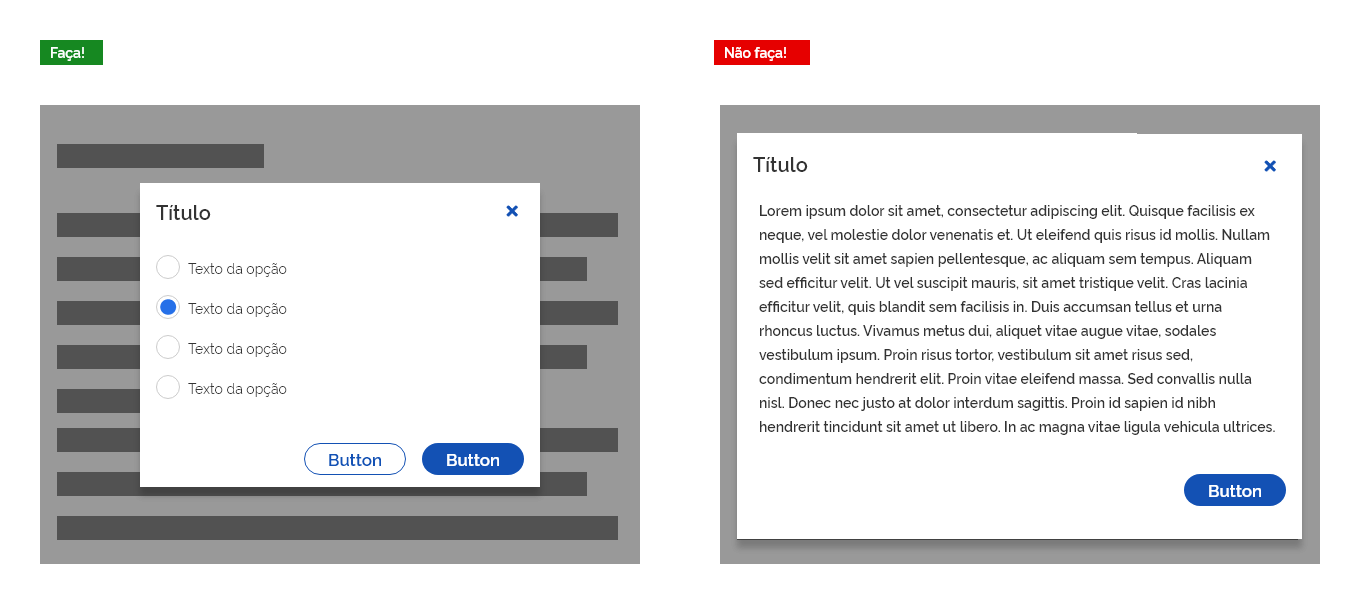 Faça!
Título
Texto da opção
Texto da opção
Texto da opção
Texto da opção
Button Button
Não faça!
Título
Lorem ipsum dolor sit amet, consectetur adipiscing elit. Quisque facilisis ex
neque, vel molestie dolor venenatis et. Ut eleifend quis risus id mollis. Nullam
mollis velit sit amet sapien pellentesque, ac aliquam sem tempus. Aliquam
sed efficitur velit. Ut vel suscipit mauris, sit amet tristique velit. Cras lacinia
efficitur velit, quis blandit sem facilisis in. Duis accumsan tellus et urna
rhoncus luctus. Vivamus metus dui, aliquet vitae augue vitae, sodales
vestibulum ipsum. Proin risus tortor, vestibulum sit amet risus sed,
condimentum hendrerit elit. Proin vitae eleifend massa. Sed convallis nulla
nisl. Donec nec justo at dolor interdum sagittis. Proin id sapien id nibh
hendrerit tincidunt sit amet ut libero. In ac magna vitae ligula vehicula ultrices.
Button